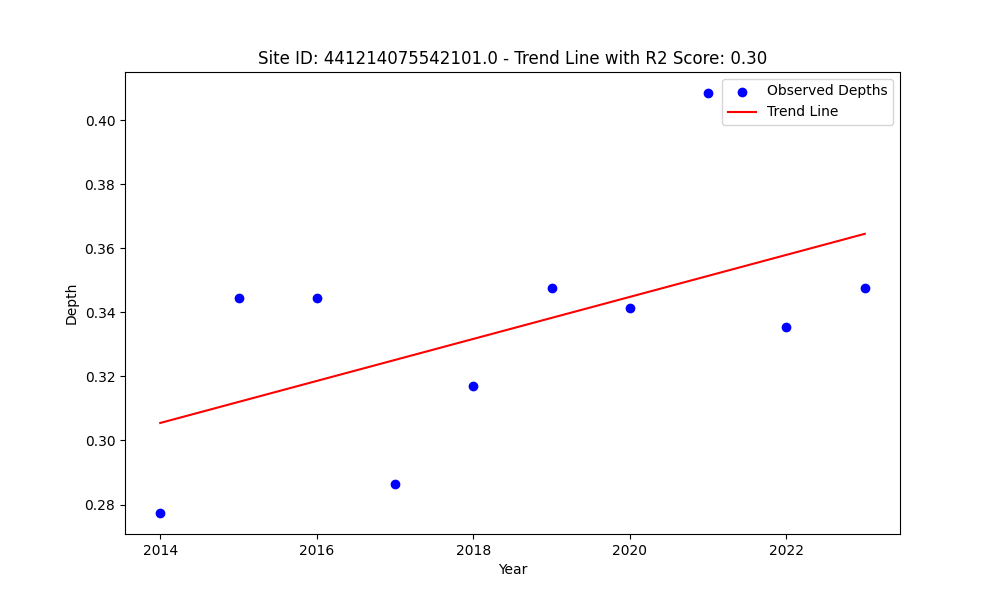 Site ID: 441214075542101.0 - Trend Line with R2 Score: 0.30
Observed Depths
Trend Line
0.40
0.38
0.36
0.34
0.32
0.30
0.28
Depth
2014
2016
2018
2020
2022
Year